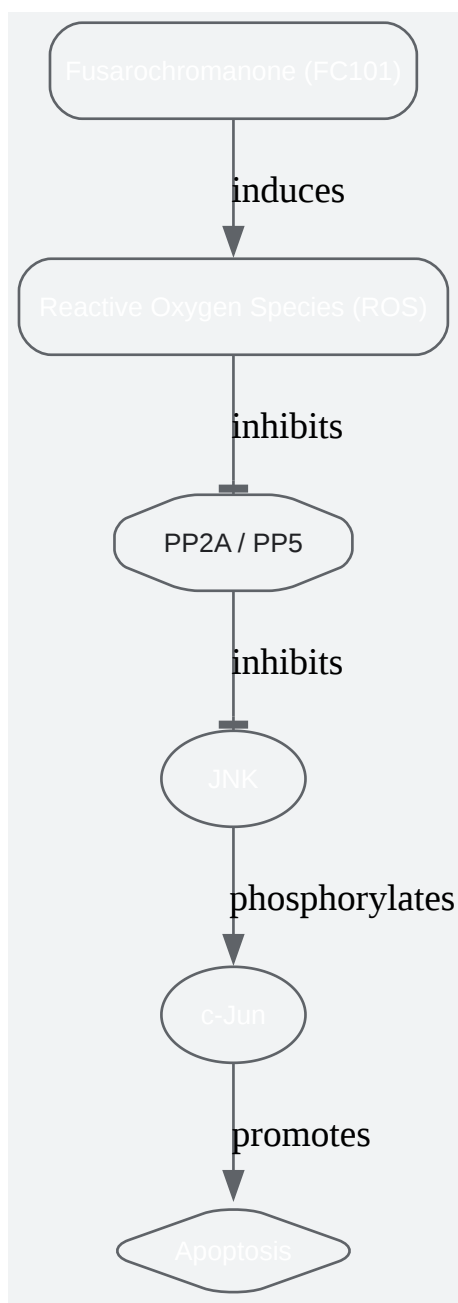 Fusarochromanone (FC101)
induces
Reactive Oxygen Species (ROS)
inhibits
PP2A / PP5
inhibits
JNK
phosphorylates
c-Jun
promotes
Apoptosis